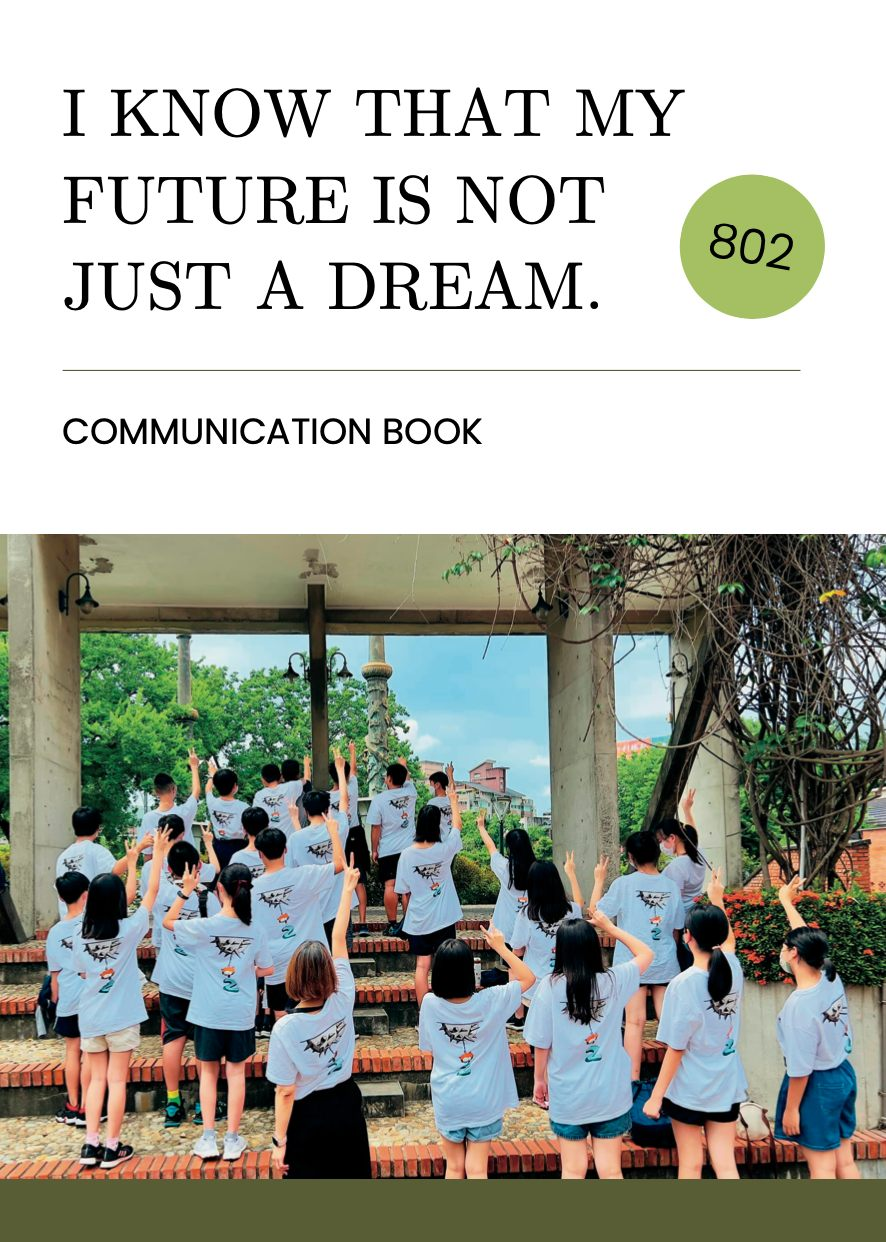 I KNOW THAT MY
FUTURE IS NOT
JUST A DREAM.
802
COMMUNICATION BOOK